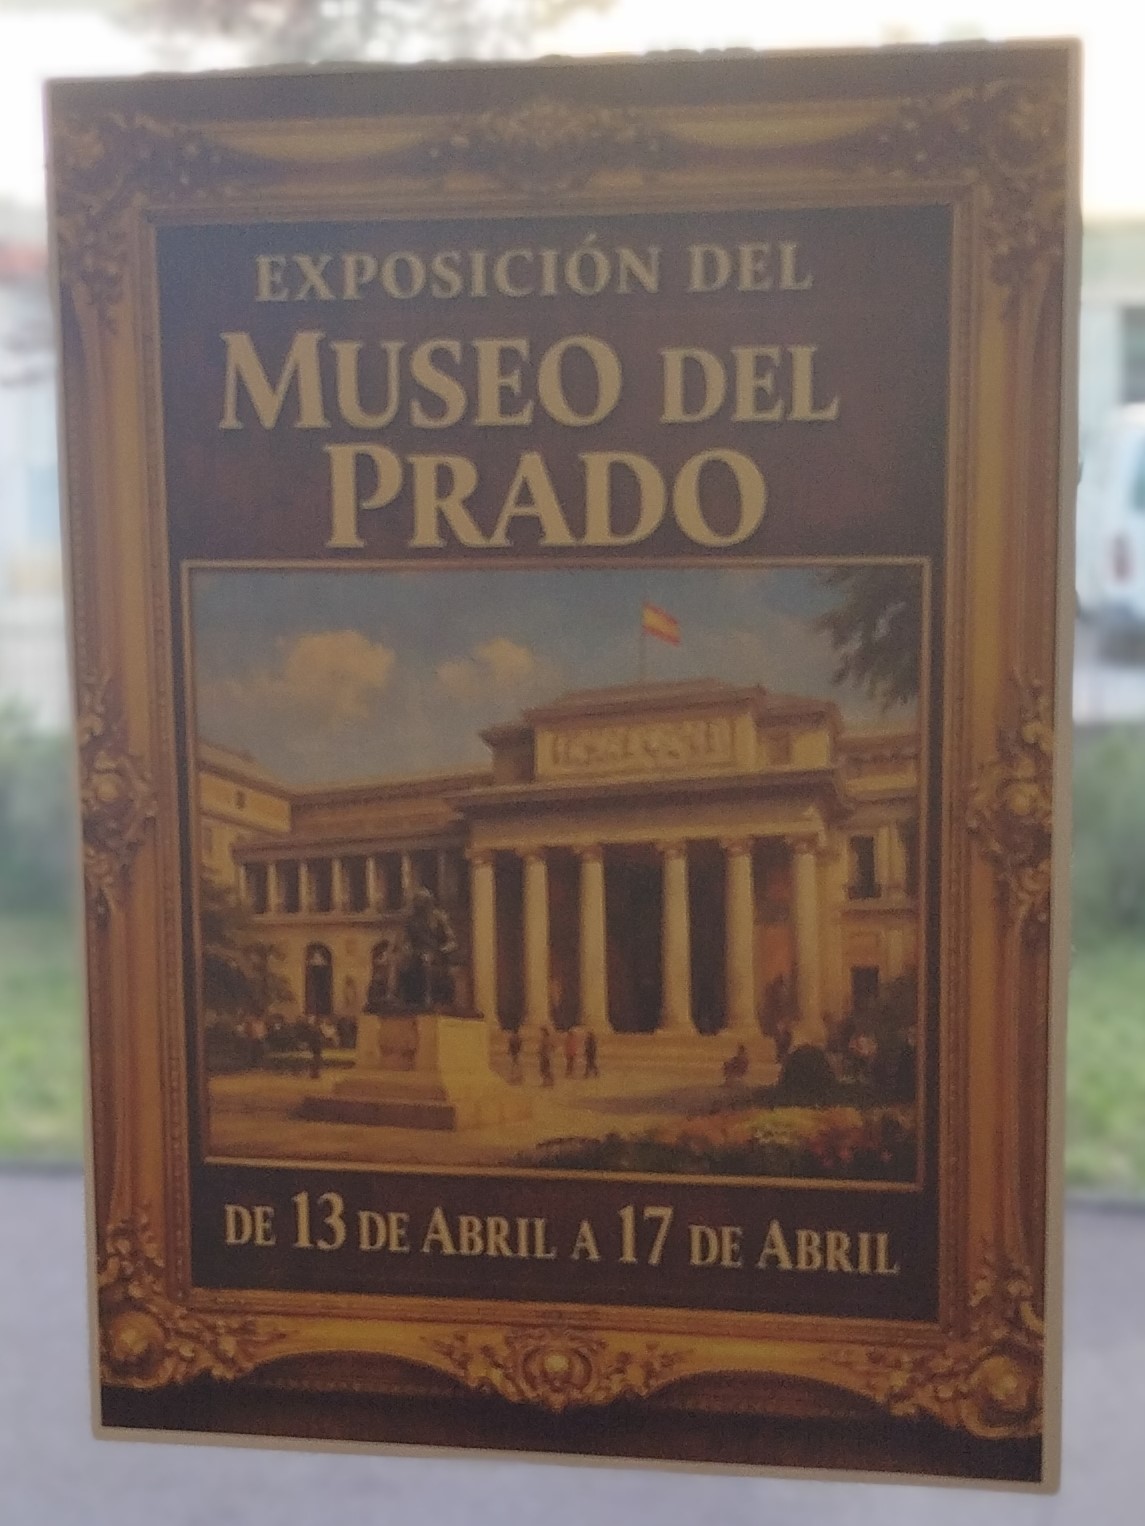 EXPOSICIÓN DEL
MUSEO DEL
PRADO
DE 13 DE ABRIL A 17 DE ABRIL